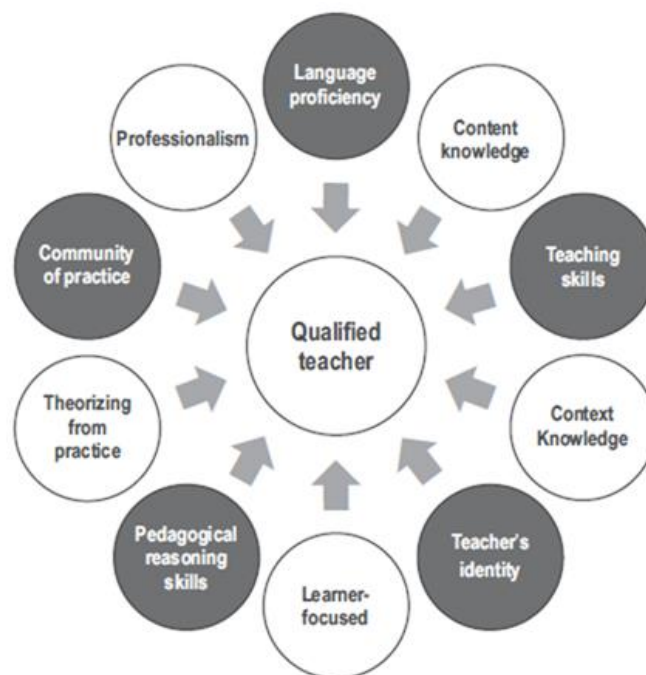 Language
proficiency
Content
knowledge
Teaching
skills
Context
Knowledge
Teacher's
identity
Learner-
focused
Pedagogical
reasoning
skills
Theorizing
from
practice
Community
of practice
Professionalism
Qualified
teacher